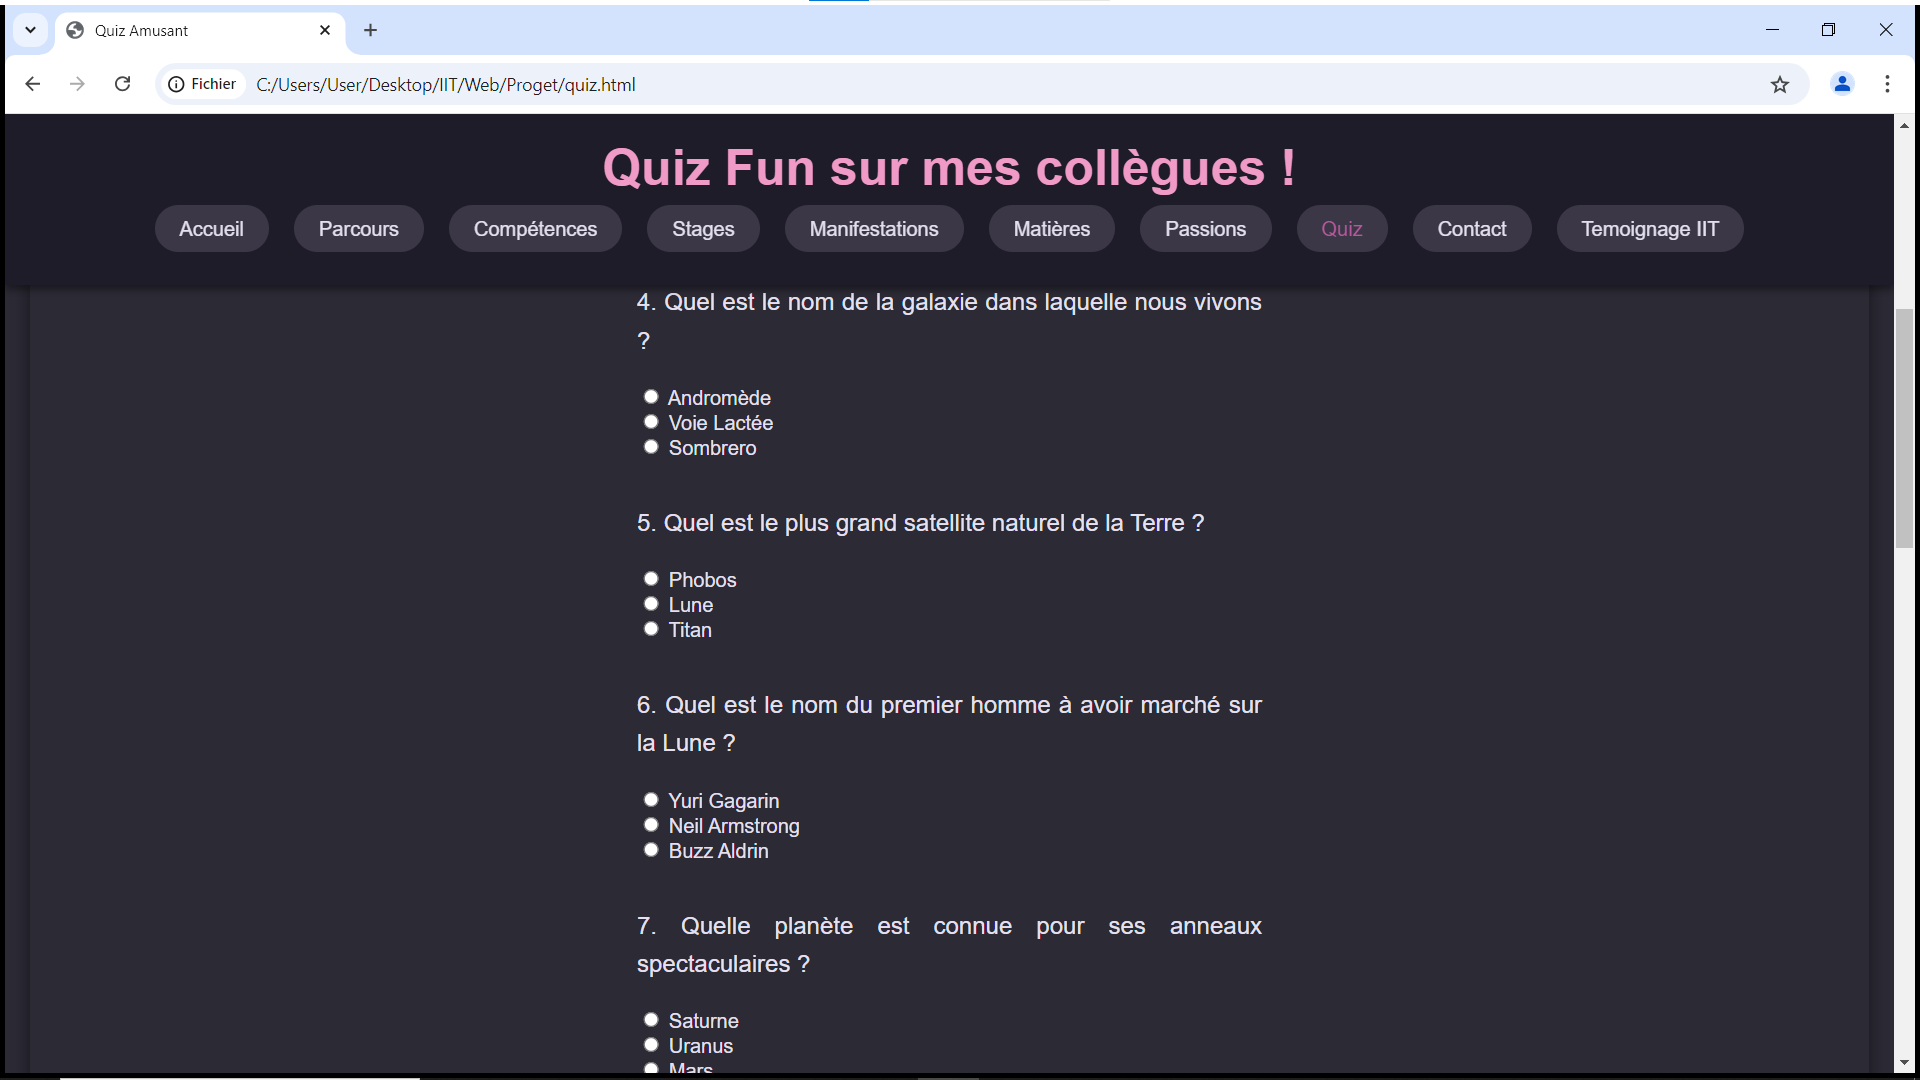 Quiz Amusant
Fichier C:/Users/User/Desktop/IIT/Web/Proget/quiz.html
Quiz Fun sur mes collègues !
Accueil Parcours Compétences Stages Manifestations Matières Passions Quiz Contact Temoignage IIT
4. Quel est le nom de la galaxie dans laquelle nous vivons
?
Andromède
Voie Lactée
Sombrero
5. Quel est le plus grand satellite naturel de la Terre ?
Phobos
Lune
Titan
6. Quel est le nom du premier homme à avoir marché sur
la Lune ?
Yuri Gagarin
Neil Armstrong
Buzz Aldrin
7. Quelle planète est connue pour ses anneaux
spectaculaires ?
Saturne
Uranus
Mars